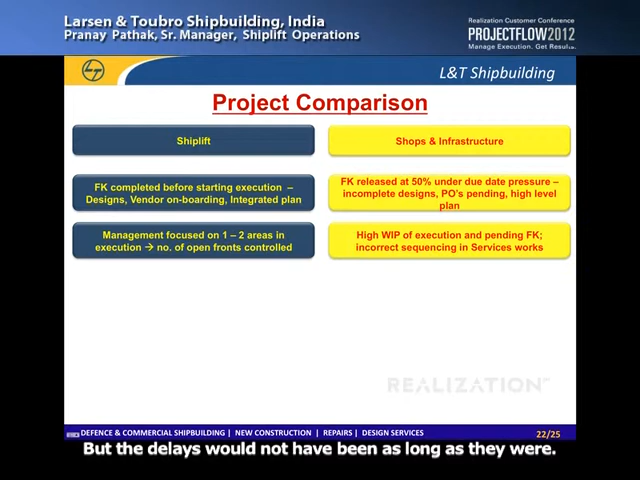 Larsen & Toubro Shipbuilding, India
Pranay Pathak, Sr. Manager, Shiplift Operations
Realization Customer Conference
PROJECTFLOW2012
Manage Execution. Get Results.
L&T Shipbuilding
Project Comparison
Shiplift
Shops & Infrastructure
FK completed before starting execution –
Designs, Vendor on-boarding, Integrated plan
FK released at 50% under due date pressure –
incomplete designs, PO's pending, high level
plan
Management focused on 1 – 2 areas in
execution → no. of open fronts controlled
High WIP of execution and pending FK;
incorrect sequencing in Services works
REALIZATION
DEFENCE & COMMERCIAL SHIPBUILDING | NEW CONSTRUCTION | REPAIRS | DESIGN SERVICES
22/25
But the delays would not have been as long as they were.